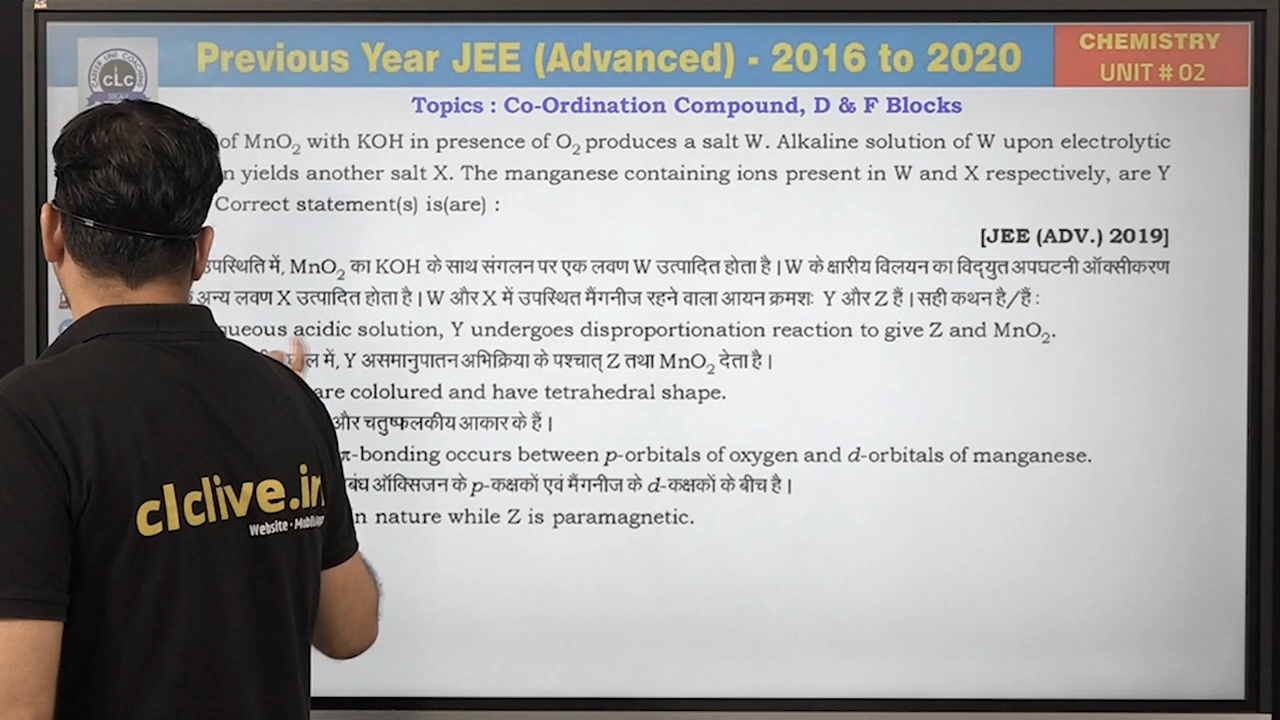 Previous Year JEE (Advanced) - 2016 to 2020
CHEMISTRY
UNIT # 02
CLC
Topics : Co-Ordination Compound, D & F Blocks
of MnO₂ with KOH in presence of O₂ produces a salt W. Alkaline solution of W upon electrolytic
yields another salt X. The manganese containing ions present in W and X respectively, are Y
Correct statement(s) is(are) :
[JEE (ADV.) 2019]
उपस्थिति में, MnO₂ का KOH के साथ संगलन पर एक लवण W उत्पादित होता है। W के क्षारीय विलयन का विद्युत अपघटनी ऑक्सीकरण
अन्य लवण X उत्पादित होता है। W और X में उपस्थित मैंगनीज रहने वाला आयन क्रमशः Y और Z हैं। सही कथन है/हैं :
acidic solution, Y undergoes disproportionation reaction to give Z and MnO₂.
में, Y असमानुपातन अभिक्रिया के पश्चात् Z तथा MnO₂ देता है।
are cololured and have tetrahedral shape.
और चतुष्फलकीय आकार के हैं।
π-bonding occurs between p-orbitals of oxygen and d-orbitals of manganese.
बंध ऑक्सिजन के p-कक्षकों एवं मैंगनीज के d-कक्षकों के बीच है।
nature while Z is paramagnetic.
clclive.in
Website · Mobile